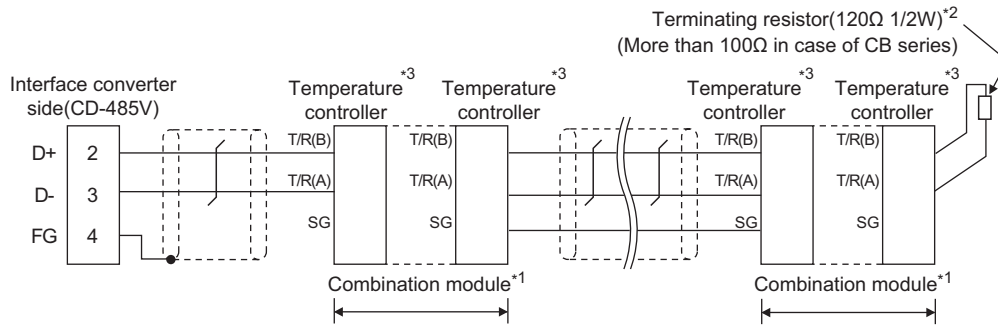 Terminating resistor(120Ω 1/2W)*2
(More than 100Ω in case of CB series)
Interface converter
side(CD-485V)
Temperature*3
controller
Temperature*3
controller
Temperature*3
controller
Temperature*3
controller
D+ 2 T/R(B) T/R(B) T/R(B) T/R(B)
D- 3 T/R(A) T/R(A) T/R(A) T/R(A)
FG 4 SG SG SG SG
Combination module*1
Combination module*1